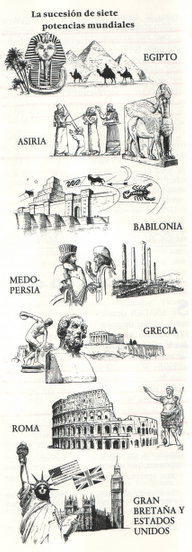 La sucesión de siete
potencias mundiales
EGIPTO
ASIRIA
BABILONIA
MEDO-
PERSIA
GRECIA
ROMA
GRAN
BRETAÑA Y
ESTADOS
UNIDOS